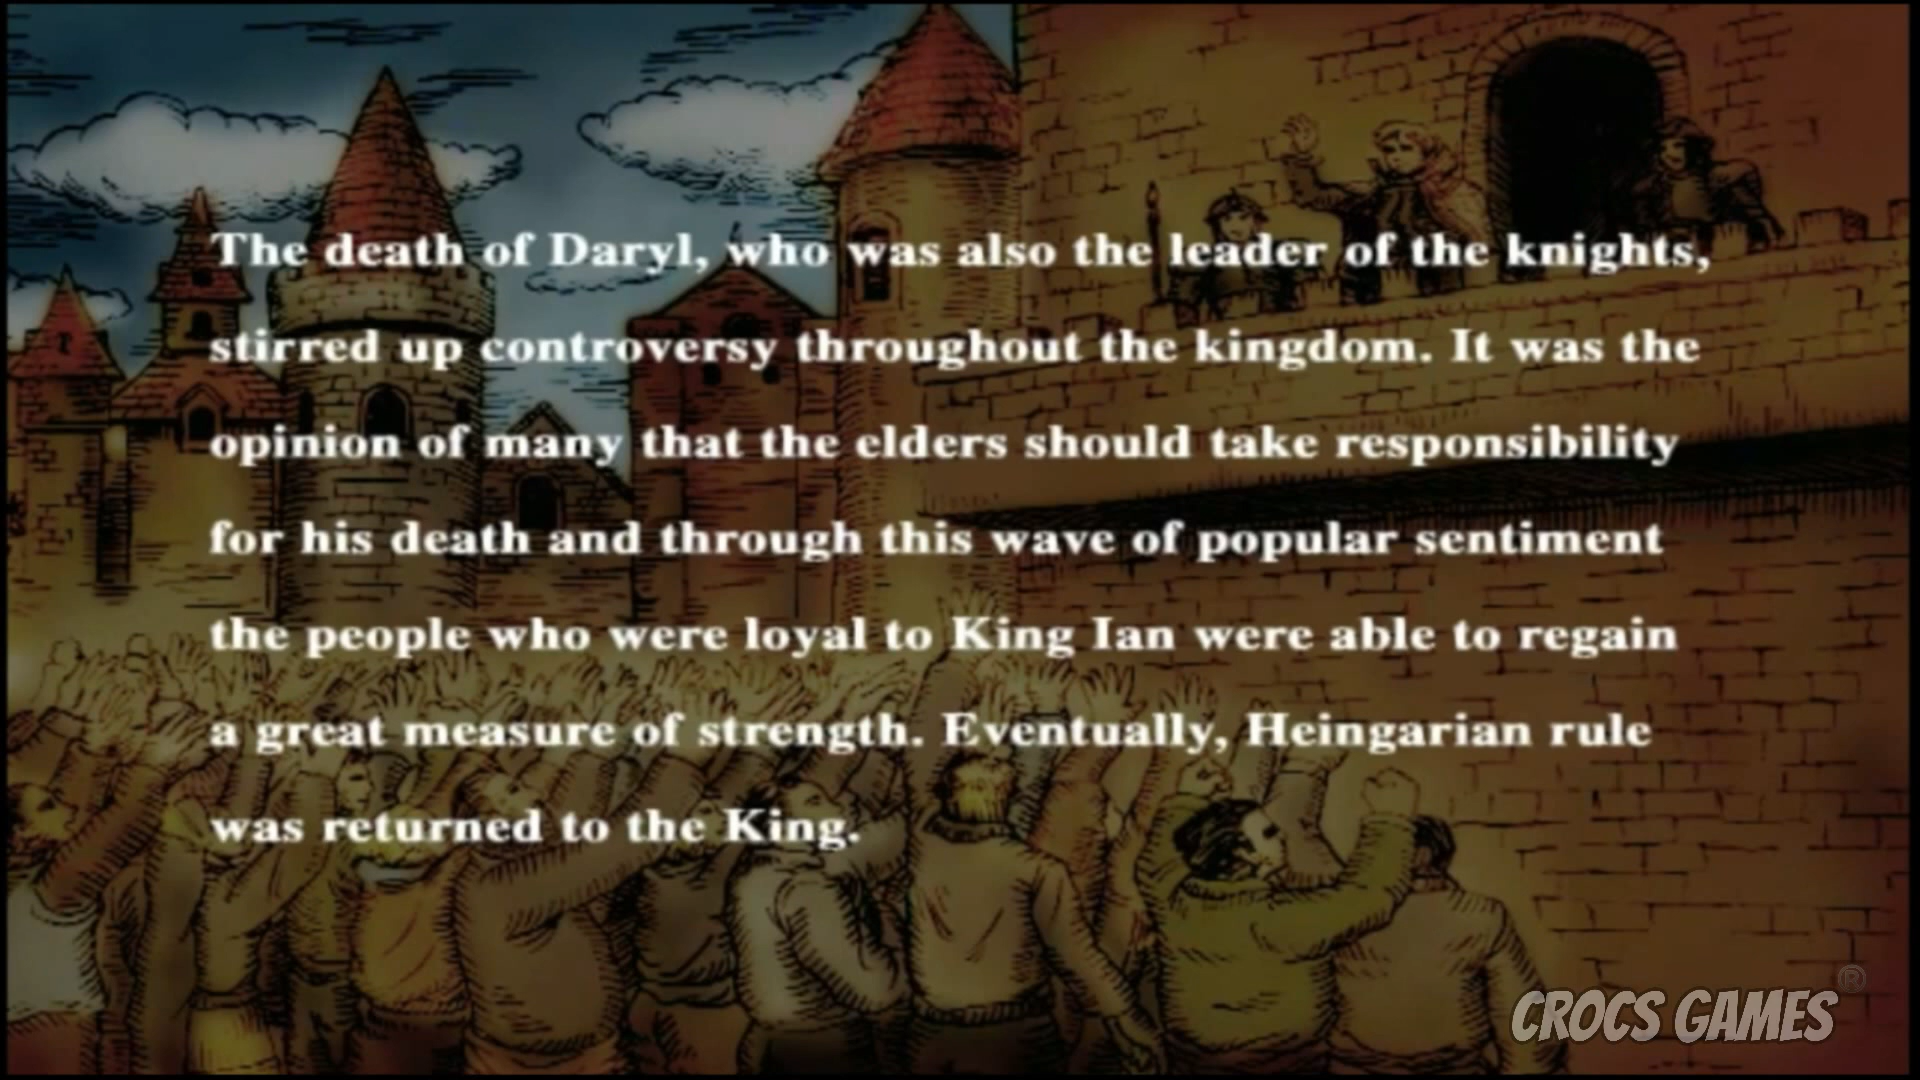 The death of Daryl, who was also the leader of the knights,
stirred up controversy throughout the kingdom. It was the
opinion of many that the elders should take responsibility
for his death and through this wave of popular sentiment
the people who were loyal to King Ian were able to regain
a great measure of strength. Eventually, Heingarian rule
was returned to the King.
CROCS GAMES®